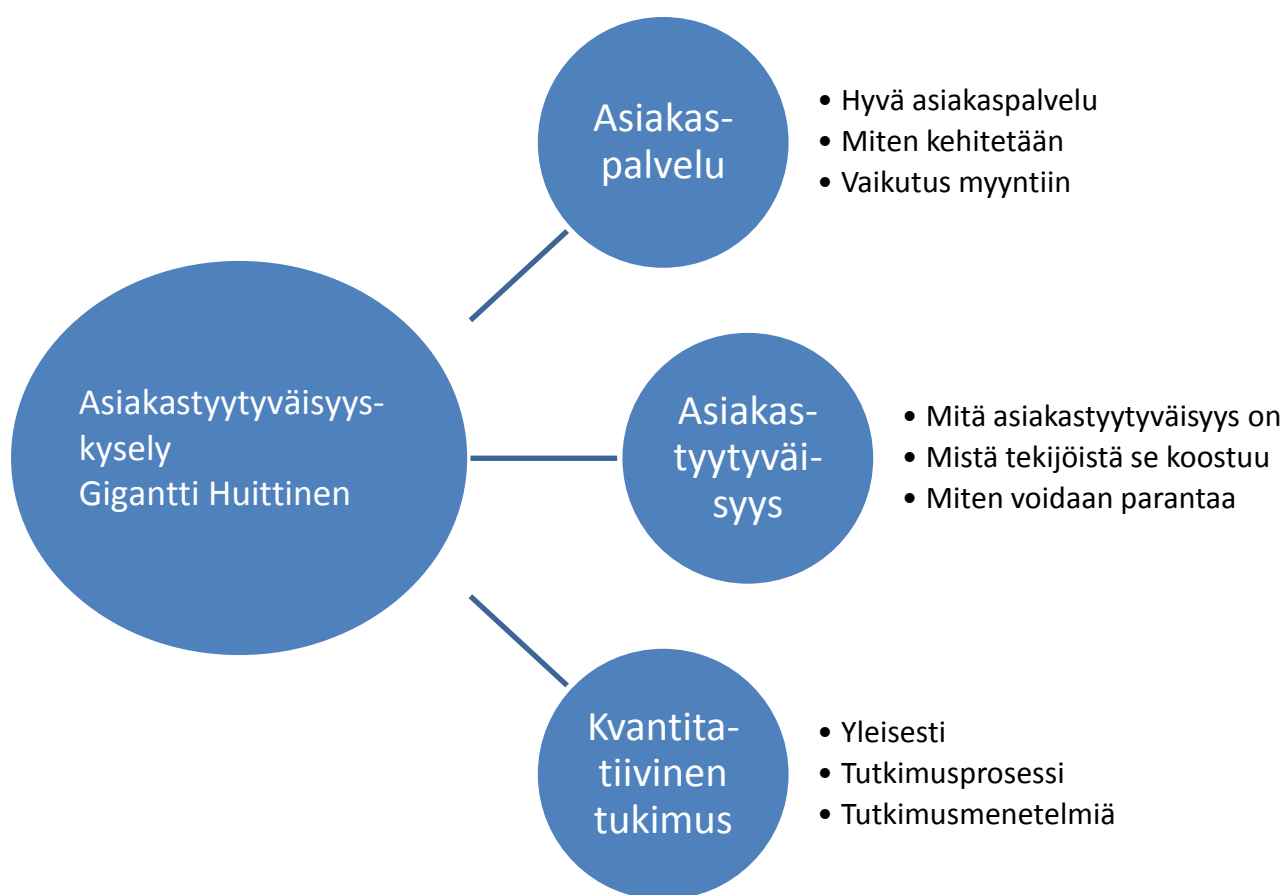 Asiakas-
palvelu
• Hyvä asiakaspalvelu
• Miten kehitetään
• Vaikutus myyntiin
Asiakastyytyväisyys-
kysely
Gigantti Huittinen
Asiakas-
tyytyväi-
syys
• Mitä asiakastyytyväisyys on
• Mistä tekijöistä se koostuu
• Miten voidaan parantaa
Kvantita-
tiivinen
tukimus
• Yleisesti
• Tutkimusprosessi
• Tutkimusmenetelmiä